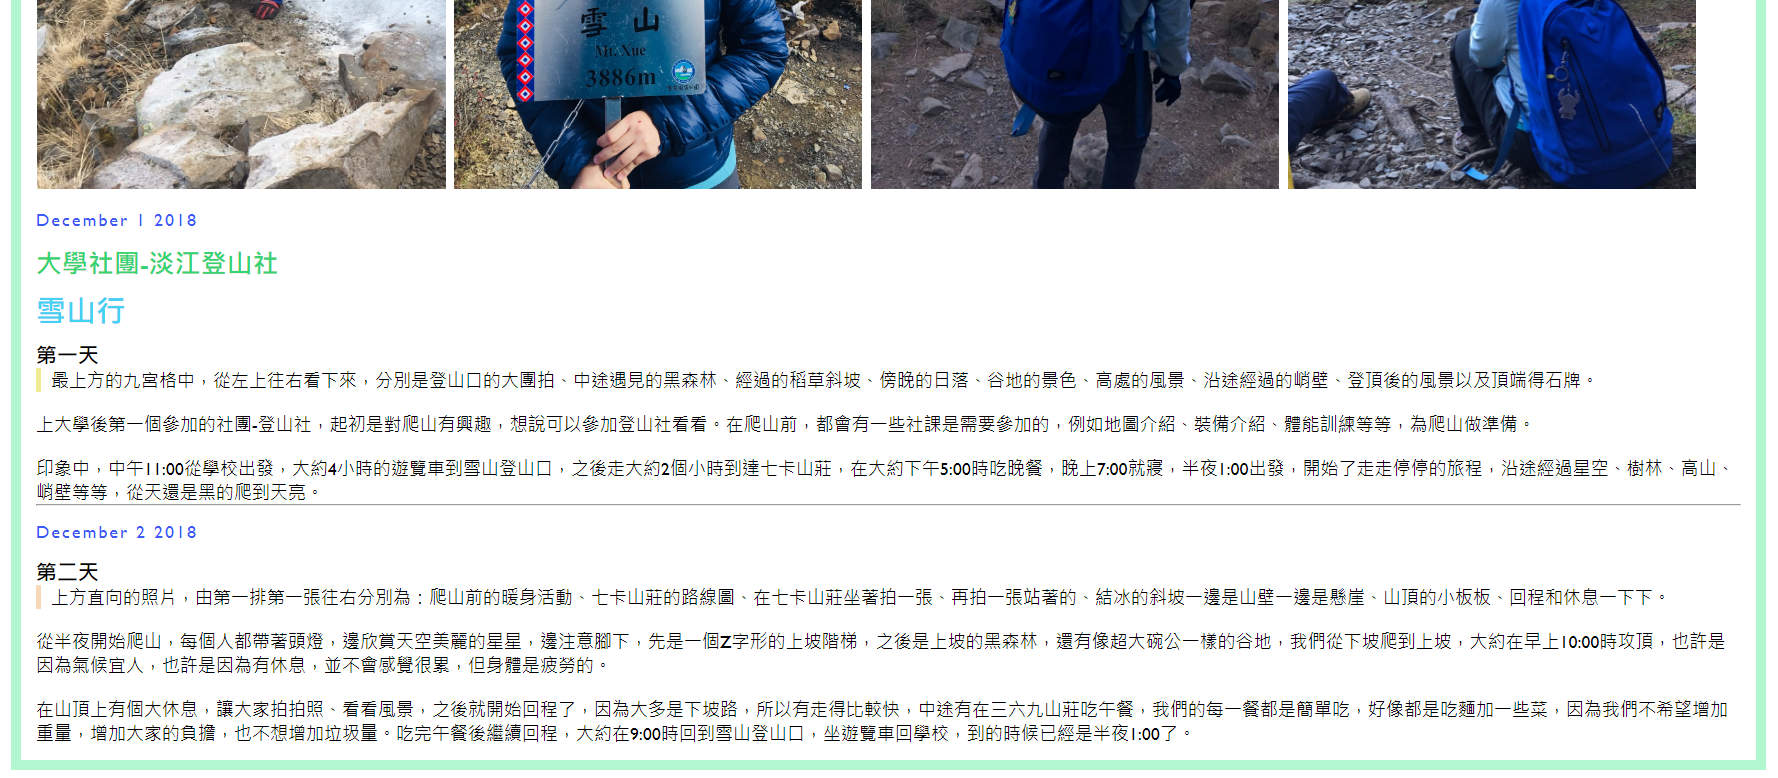 雪山
Mt. Xue
3886m
December 1 2018
大學社團-淡江登山社
雪山行
第一天
最上方的九宮格中，從左上往右看下來，分別是登山口的大團拍、中途遇見的黑森林、經過的稻草斜坡、傍晚的日落、谷地的景色、高處的風景、沿途經過的峭壁、登頂後的風景以及頂端得石牌。
上大學後第一個參加的社團-登山社，起初是對爬山有興趣，想說可以參加登山社看看。在爬山前，都會有一些社課是需要參加的，例如地圖介紹、裝備介紹、體能訓練等等，為爬山做準備。
印象中，中午11:00從學校出發，大約4小時的遊覽車到雪山登山口，之後走大約2個小時到達七卡山莊，在大約下午5:00時吃晚餐，晚上7:00就寢，半夜1:00出發，開始了走走停停的旅程，沿途經過星空、樹林、高山、
峭壁等等，從天還是黑的爬到天亮。
December 2 2018
第二天
上方直向的照片，由第一排第一張往右分別為：爬山前的暖身活動、七卡山莊的路線圖、在七卡山莊坐著拍一張、再拍一張站著的、結冰的斜坡一邊是山壁一邊是懸崖、山頂的小板板、回程和休息一下下。
從半夜開始爬山，每個人都帶著頭燈，邊欣賞天空美麗的星星，邊注意腳下，先是一個Z字形的上坡階梯，之後是上坡的黑森林，還有像超大碗公一樣的谷地，我們從下坡爬到上坡，大約在早上10:00時攻頂，也許是
因為氣候宜人，也許是因為有休息，並不會感覺很累，但身體是疲勞的。
在山頂上有個大休息，讓大家拍拍照、看看風景，之後就開始回程了，因為大多是下坡路，所以有走得比較快，中途有在三六九山莊吃午餐，我們的每一餐都是簡單吃，好像都是吃麵加一些菜，因為我們不希望增加
重量，增加大家的負擔，也不想增加垃圾量。吃完午餐後繼續回程，大約在9:00時回到雪山登山口，坐遊覽車回學校，到的時候已經是半夜1:00了。